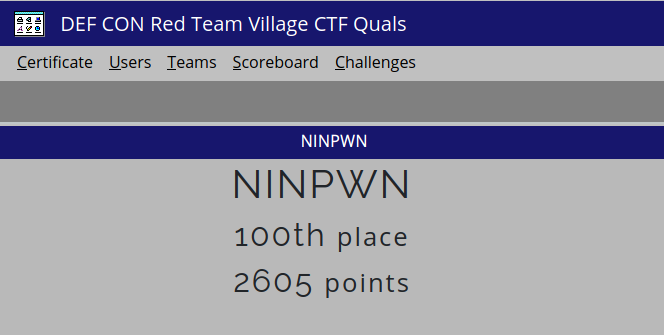 DEF CON Red Team Village CTF Quals
Certificate Users Teams Scoreboard Challenges
NINPWN
NINPWN
100th place
2605 points